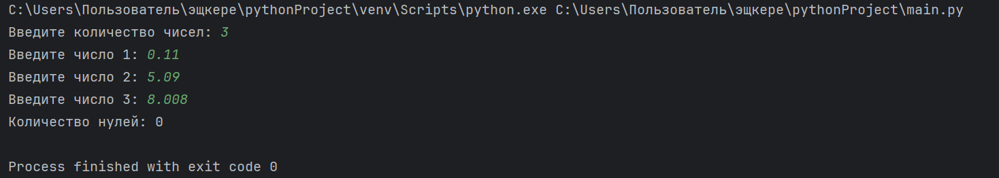 C:\Users\Пользователь\эщкере\pythonProject\venv\Scripts\python.exe C:\Users\Пользователь\эщкере\pythonProject\main.py
Введите количество чисел: 3
Введите число 1: 0.11
Введите число 2: 5.09
Введите число 3: 8.008
Количество нулей: 0
Process finished with exit code 0